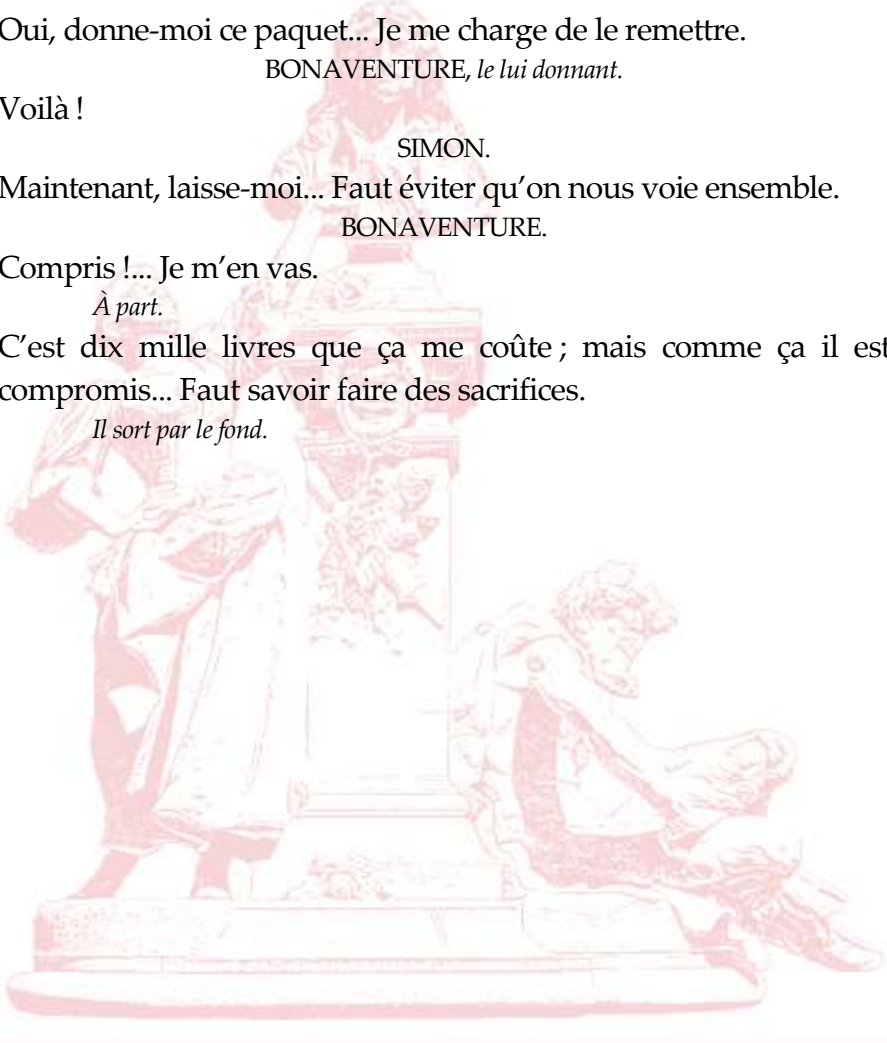 Oui, donne-moi ce paquet... Je me charge de le remettre.
BONAVENTURE, le lui donnant.
Voilà !
SIMON.
Maintenant, laisse-moi... Faut éviter qu’on nous voie ensemble.
BONAVENTURE.
Compris !... Je m’en vas.
À part.
C’est dix mille livres que ça me coûte ; mais comme ça il est
compromis... Faut savoir faire des sacrifices.
Il sort par le fond.